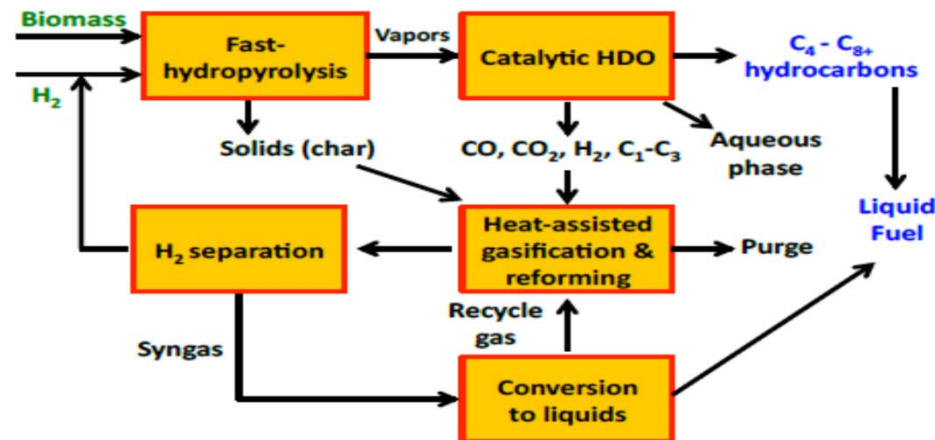 Biomass
H₂
Fast-
hydropyrolysis
Vapors
Catalytic HDO
C₄ - C₈₊
hydrocarbons
Solids (char)
CO, CO₂, H₂, C₁-C₃
Aqueous
phase
Liquid
Fuel
H₂ separation
Heat-assisted
gasification &
reforming
Purge
Recycle
gas
Syngas
Conversion
to liquids